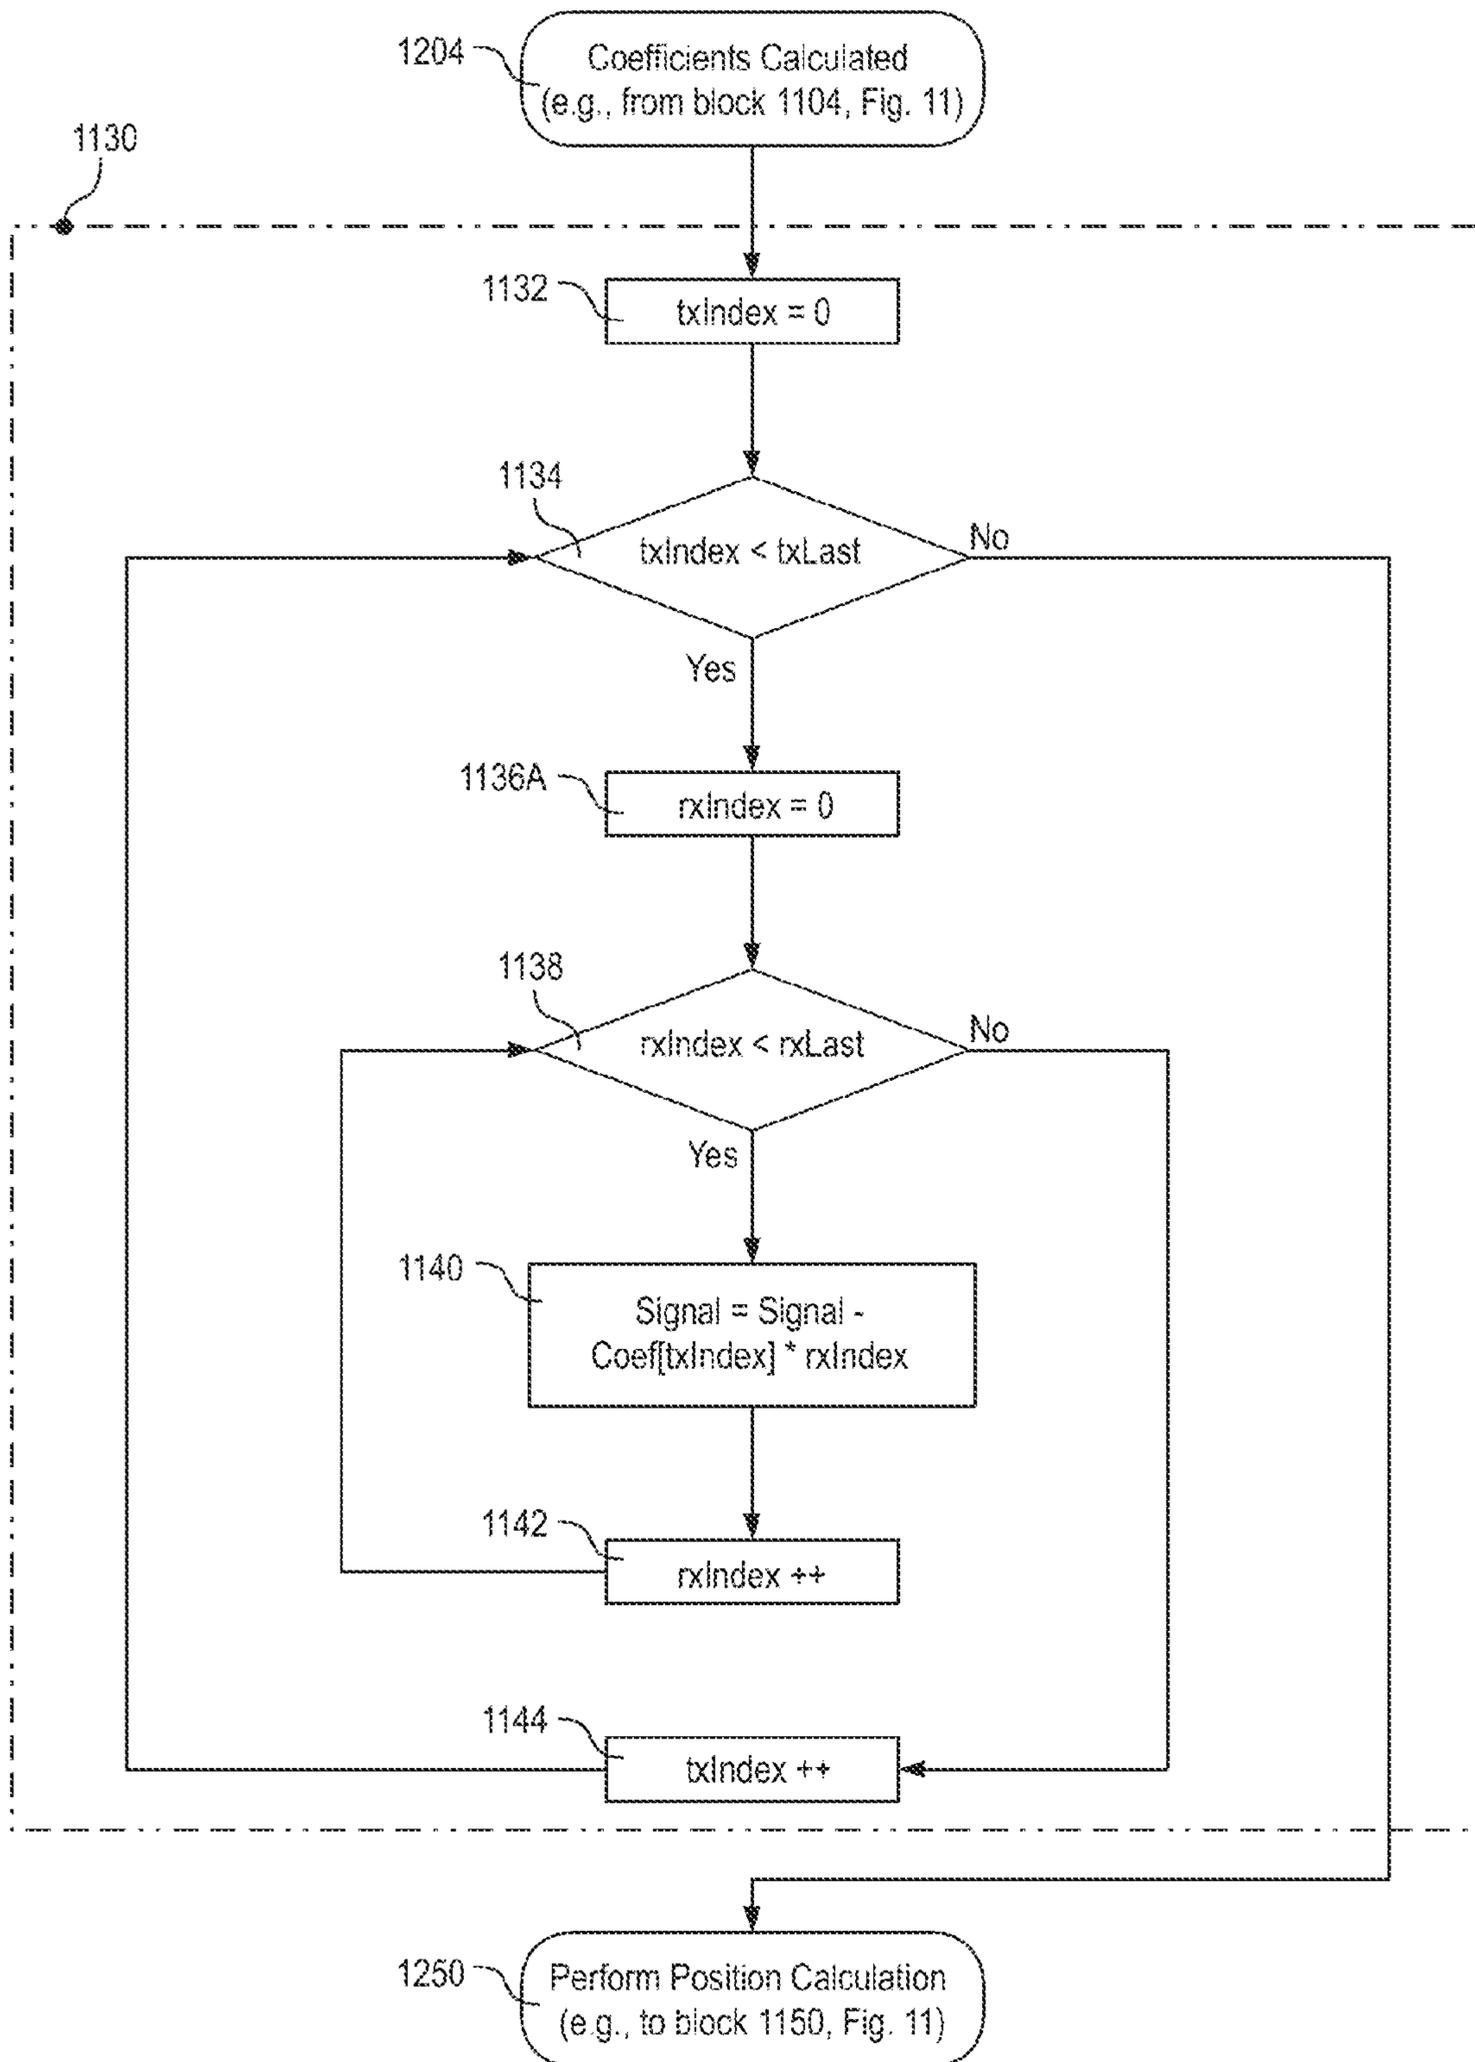 1204
Coefficients Calculated
(e.g., from block 1104, Fig. 11)
1130
1132
txIndex = 0
1134
txIndex < txLast
No
Yes
1136A
rxIndex = 0
1138
rxIndex < rxLast
No
Yes
1140
Signal = Signal -
Coef[txIndex] * rxIndex
1142
rxIndex ++
1144
txIndex ++
1250
Perform Position Calculation
(e.g., to block 1150, Fig. 11)